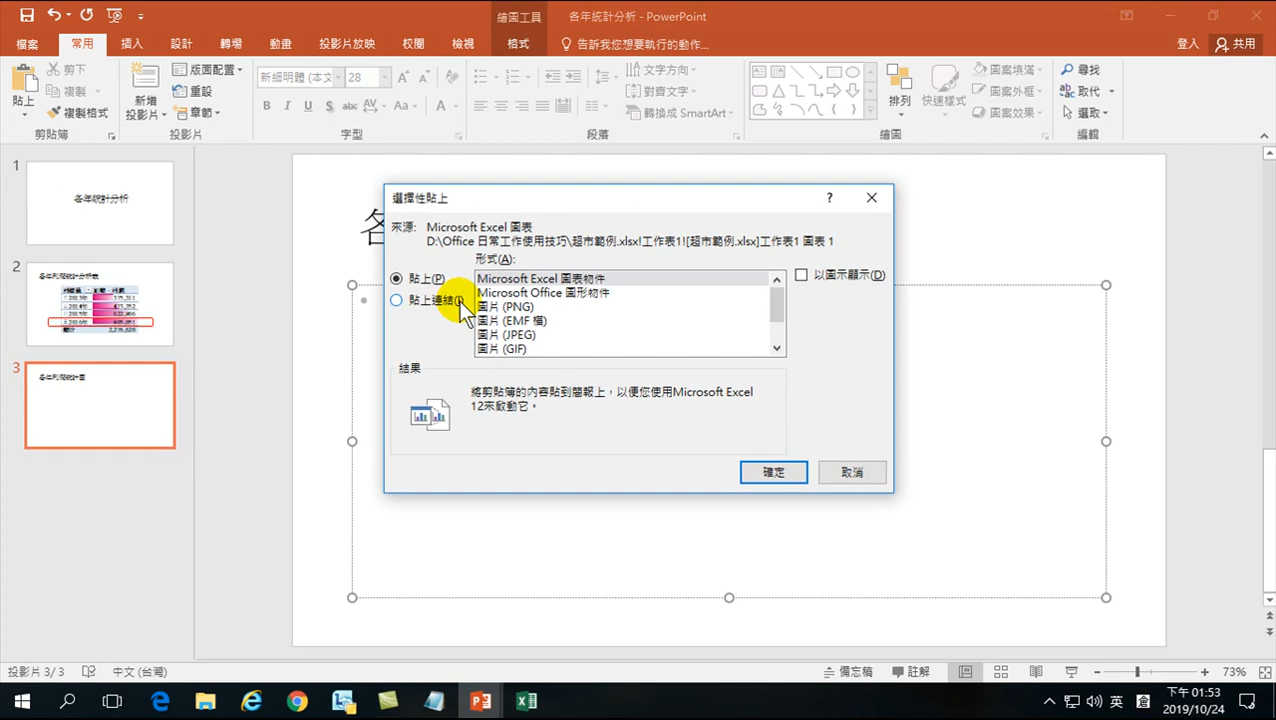 繪圖工具
各年統計分析 - PowerPoint
檔案
常用
插入
設計
轉場
動畫
投影片放映
校閱
檢視
格式
告訴我您想要執行的動作...
登入
共用
貼上
剪下
複製
複製格式
剪貼簿
新增
投影片
版面配置
重設
章節
投影片
新細明體 (本文)
28
B I U S abc AV Aa A
字型
文字方向
對齊文字
轉換成 SmartArt
段落
排列
快速樣式
圖案填滿
圖案外框
圖案效果
繪圖
尋找
取代
選取
編輯
1
各年統計分析
2
3
各
選擇性貼上
?
來源:
Microsoft Excel 圖表
D:\Office 日常工作使用技巧\超市範例.xlsx!工作表1![超市範例.xlsx]工作表1 圖表 1
形式(A):
貼上(P)
貼上連結(
Microsoft Excel 圖表物件
Microsoft Office 圖形物件
圖片 (PNG)
圖片 (EMF 檔)
圖片 (JPEG)
圖片 (GIF)
以圖示顯示(D)
結果
將剪貼簿的內容貼到簡報上，以便您使用Microsoft Excel
12來啟動它。
確定
取消
投影片 3/3
中文 (台灣)
備忘稿
註解
73%
英
下午 01:53
2019/10/24